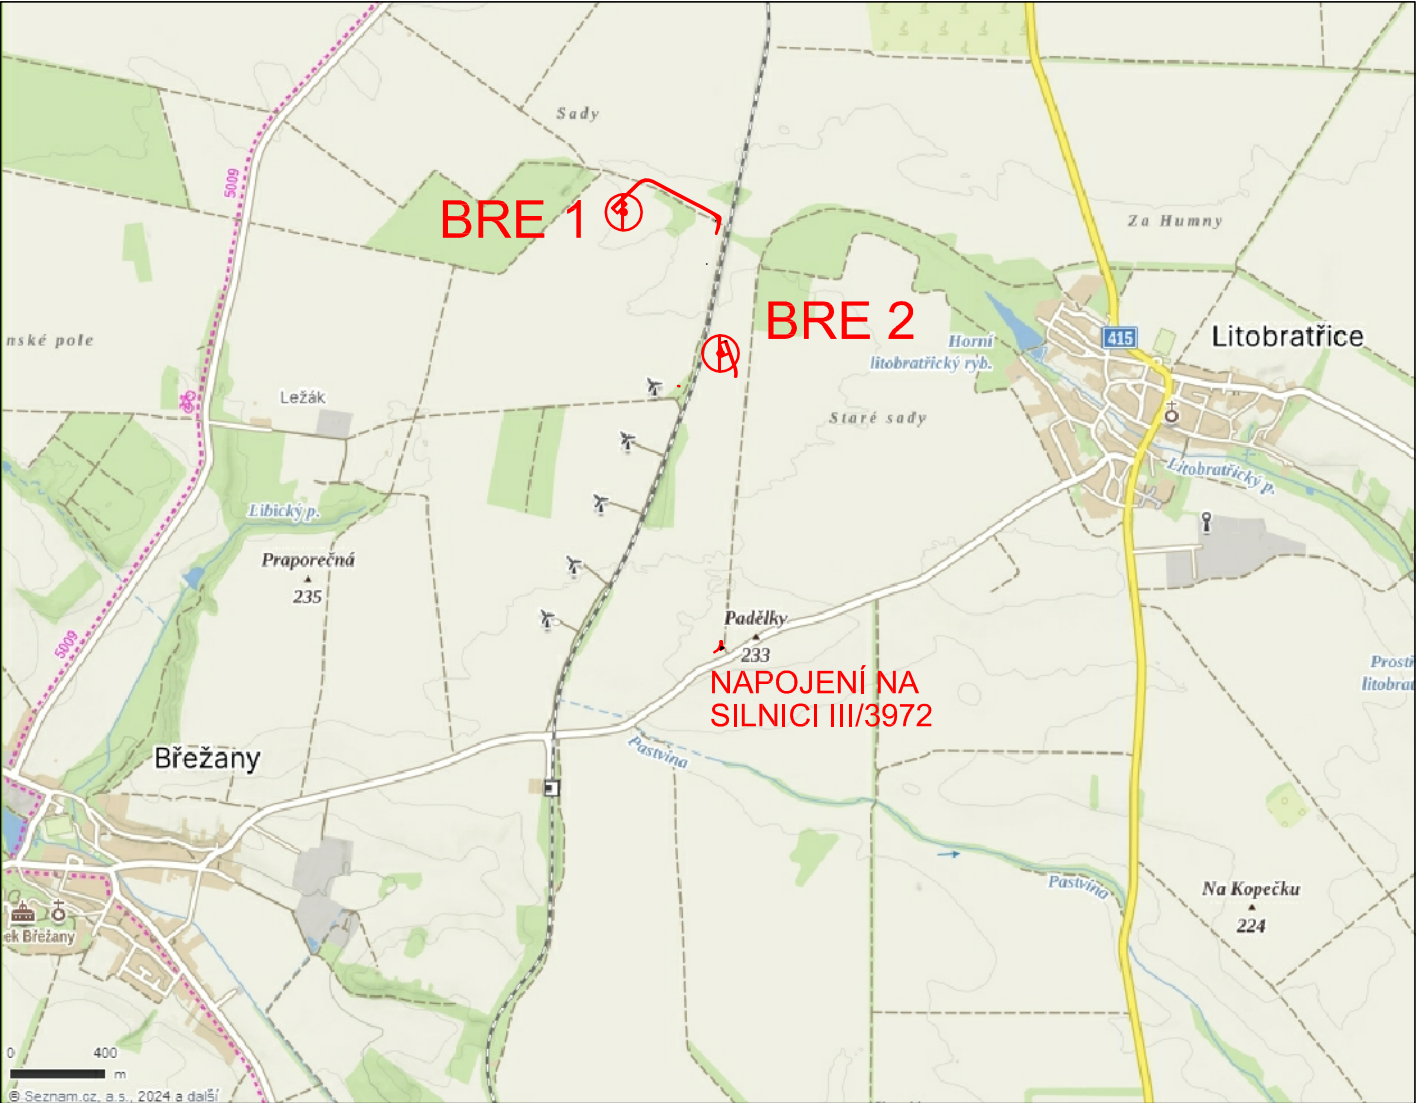 Sady
5009
BRE 1
Za Humny
BRE 2
nské pole
Horní
litobratřický ryb.
415
Litobratřice
Ležák
Staré sady
Litobratřický p.
Libický p.
Praporečná
235
5009
Padělky
233
NAPOJENÍ NA
SILNICI III/3972
Prostř
litobrat
Břežany
Pastvina
Pastvina
Na Kopečku
224
ek Břežany
0 400
m
© Seznam.cz, a.s., 2024 a další